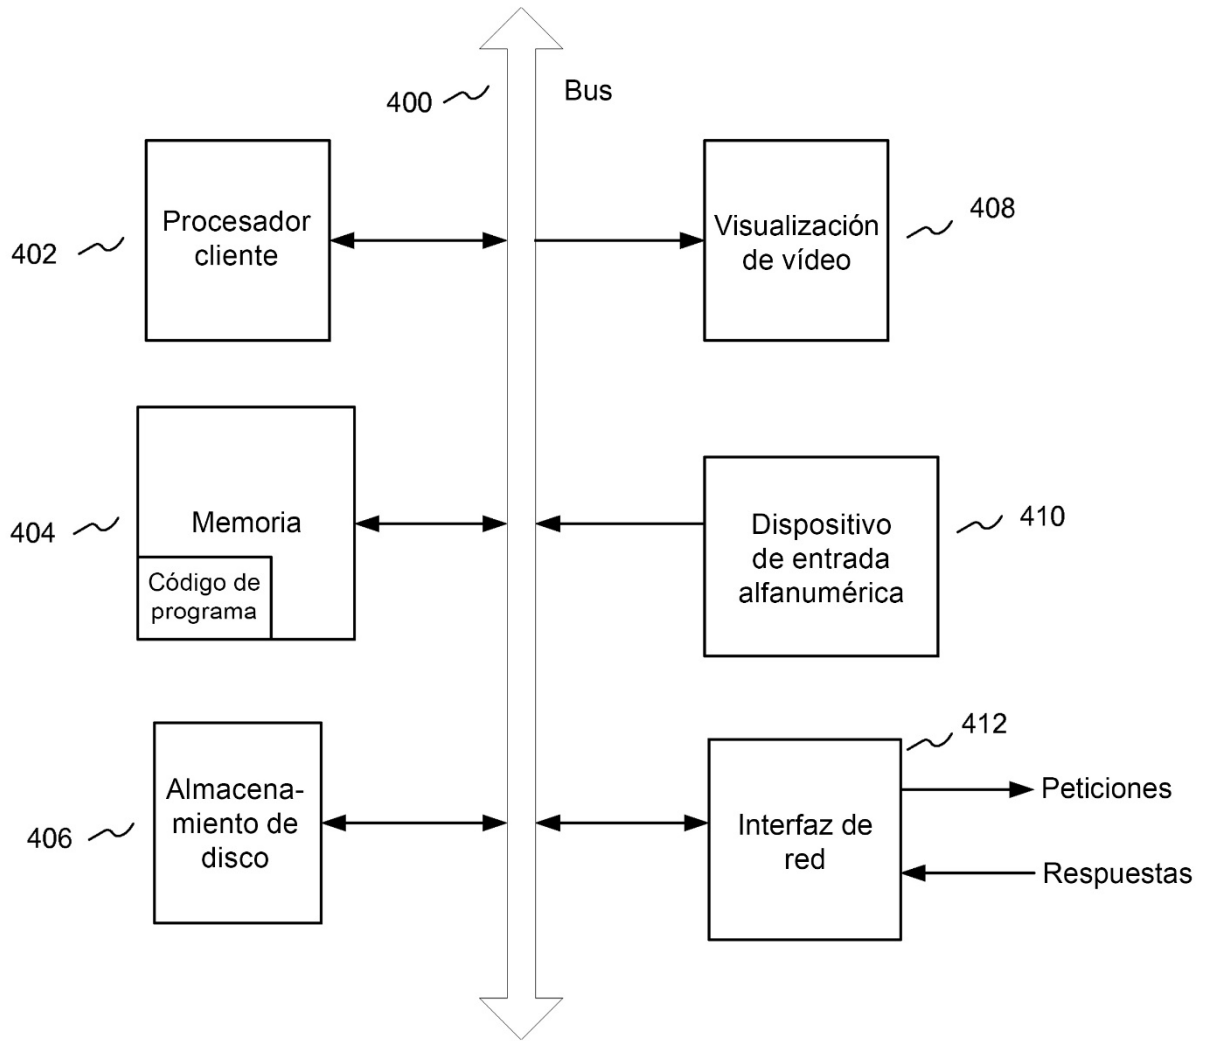 400
Bus
402
Procesador
cliente
Visualización
de vídeo
408
404
Memoria
Código de
programa
Dispositivo
de entrada
alfanumérica
410
406
Almacena-
miento de
disco
412
Interfaz de
red
Peticiones
Respuestas